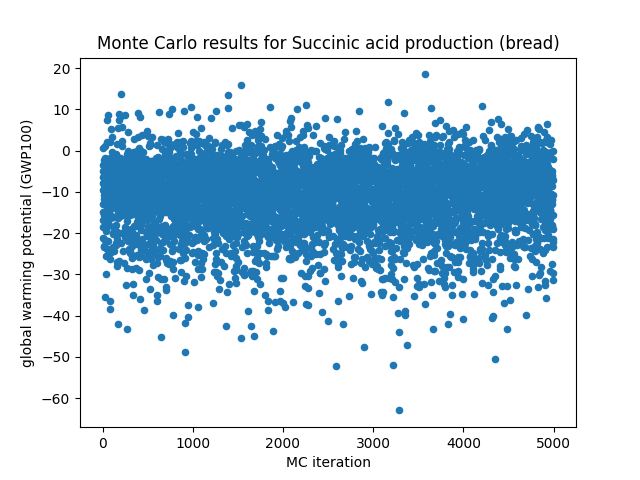 Monte Carlo results for Succinic acid production (bread)
20
10
0
−10
−20
−30
−40
−50
−60
global warming potential (GWP100)
0 1000 2000 3000 4000 5000
MC iteration